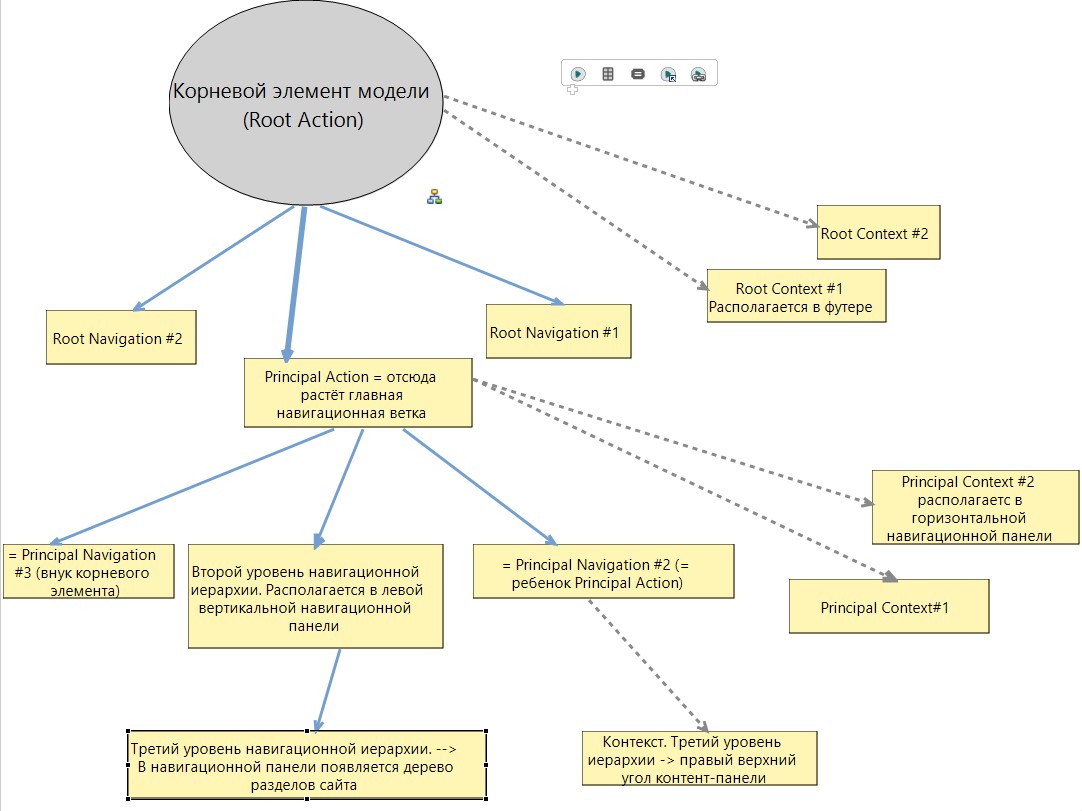 Корневой элемент модели
(Root Action)
Root Context #2
Root Context #1
Располагается в футере
Root Navigation #2
Root Navigation #1
Principal Action = отсюда
растёт главная
навигационная ветка
Principal Context #2
располагаетс в
горизонтальной
навигационной панели
= Principal Navigation
#3 (внук корневого
элемента)
Второй уровень навигационной
иерархии. Располагается в левой
вертикальной навигационной
панели
= Principal Navigation #2 (=
ребенок Principal Action)
Principal Context#1
Третий уровень навигационной иерархии. -->
В навигационной панели появляется дерево
разделов сайта
Контекст. Третий уровень
иерархии -> правый верхний
угол контент-панели